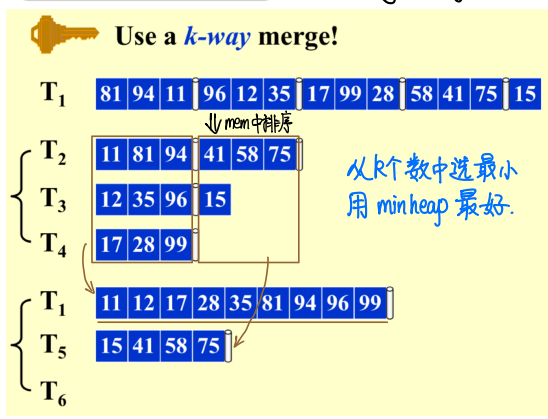 Use a k-way merge!
T1 81 94 11 96 12 35 17 99 28 58 41 75 15
↓ mem中排序
T2 11 81 94 41 58 75
T3 12 35 96 15
T4 17 28 99
从k个数中选最小
用 minheap 最好.
T1 11 12 17 28 35 81 94 96 99
T5 15 41 58 75
T6